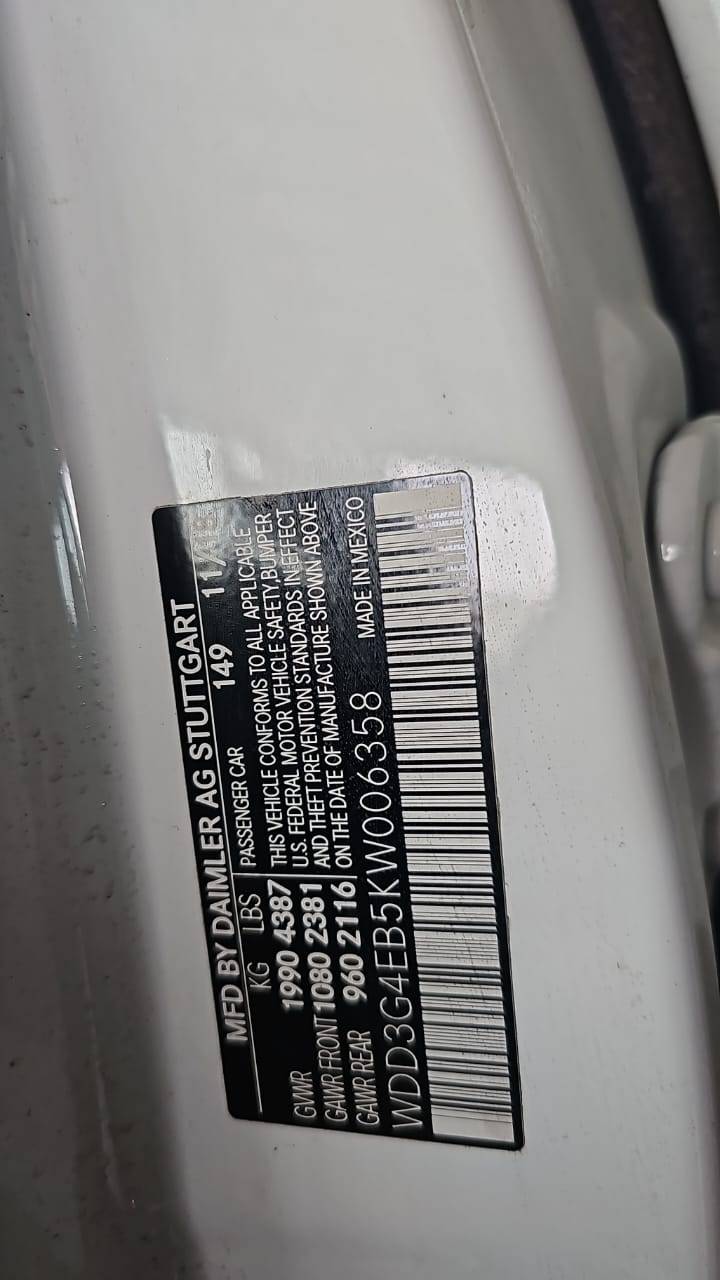 MFD BY DAIMLER AG STUTTGART
KG LBS PASSENGER CAR 149
GVWR 1990 4387 THIS VEHICLE CONFORMS TO ALL APPLICABLE
GAWR FRONT 1080 2381 U.S. FEDERAL MOTOR VEHICLE SAFETY, BUMPER
GAWR REAR 960 2116 AND THEFT PREVENTION STANDARDS IN EFFECT
ON THE DATE OF MANUFACTURE SHOWN ABOVE
WDD3G4EB5KW006358 MADE IN MEXICO